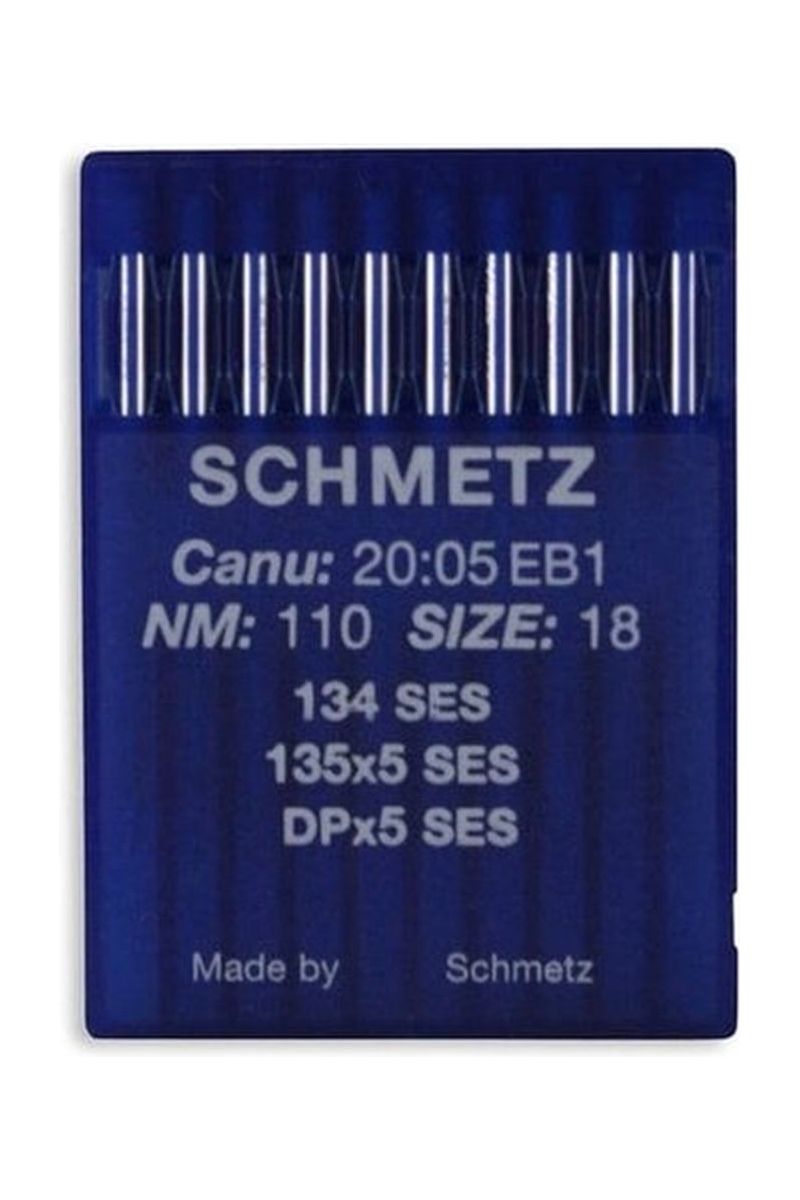 SCHMETZ
Canu: 20:05 EB1
NM: 110 SIZE: 18
134 SES
135x5 SES
DPx5 SES
Made by Schmetz